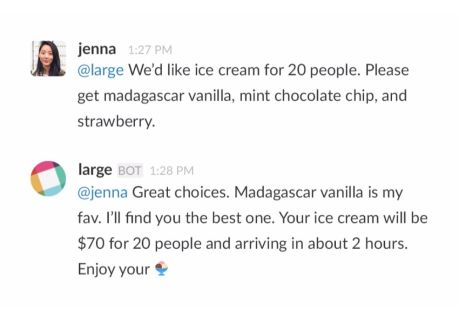 jenna 1:27 PM
@large We’d like ice cream for 20 people. Please
get madagascar vanilla, mint chocolate chip, and
strawberry.
large BOT 1:28 PM
@jenna Great choices. Madagascar vanilla is my
fav. I’ll find you the best one. Your ice cream will be
$70 for 20 people and arriving in about 2 hours.
Enjoy your 🍨